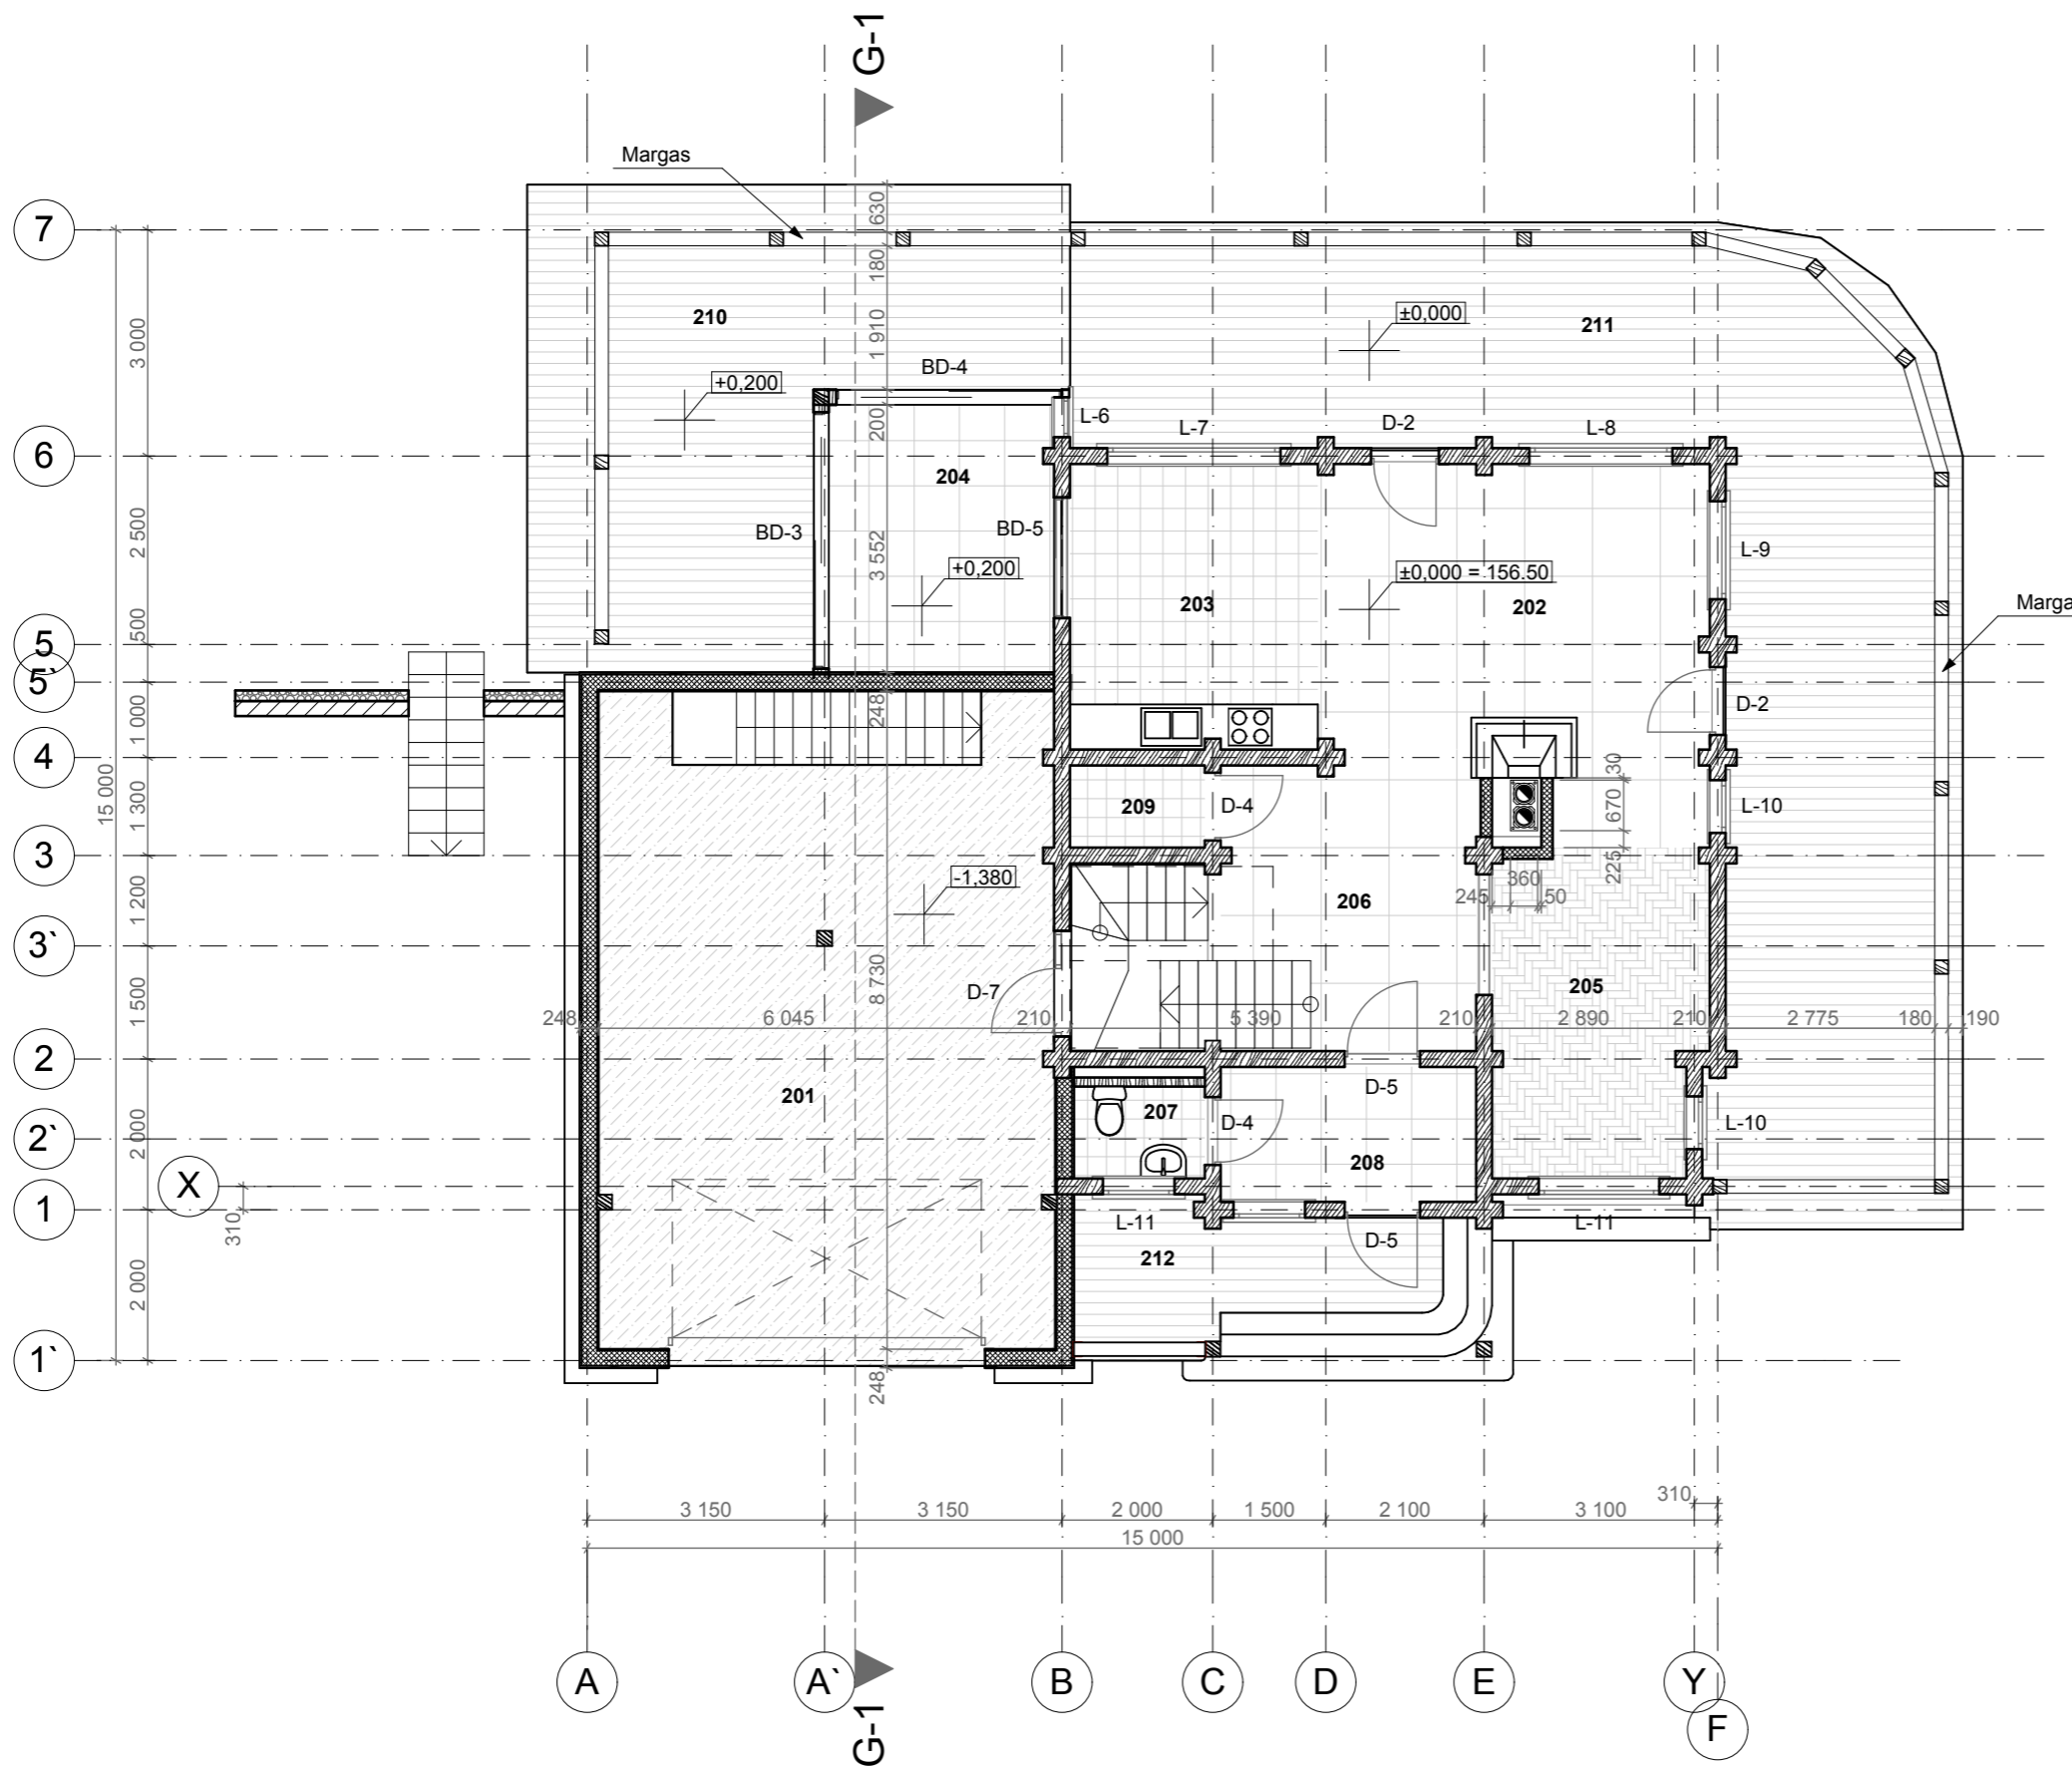 G-1
Margas
7
630
180
210
211
±0,000
1 910
3 000
BD-4
+0,200
L-6
L-7
D-2
L-8
200
6
204
BD-3
BD-5
L-9
2 500
3 552
+0,200
±0,000 = 156.50
203
202
Marga
500
5
5`
248
D-2
1 000
4
15 000
1 300
209
D-4
30
670
L-10
3
225
-1,380
360
245
50
1 200
206
3`
8 730
205
D-7
1 500
248
6 045
210
5 390
210
2 890
210
2 775
180
190
2
D-5
201
207
D-4
L-10
2 000
2`
208
X
1
310
L-11
D-5
L-11
212
2 000
1`
248
310
3 150
3 150
2 000
1 500
2 100
3 100
15 000
A
A`
B
C
D
E
Y
F
G-1